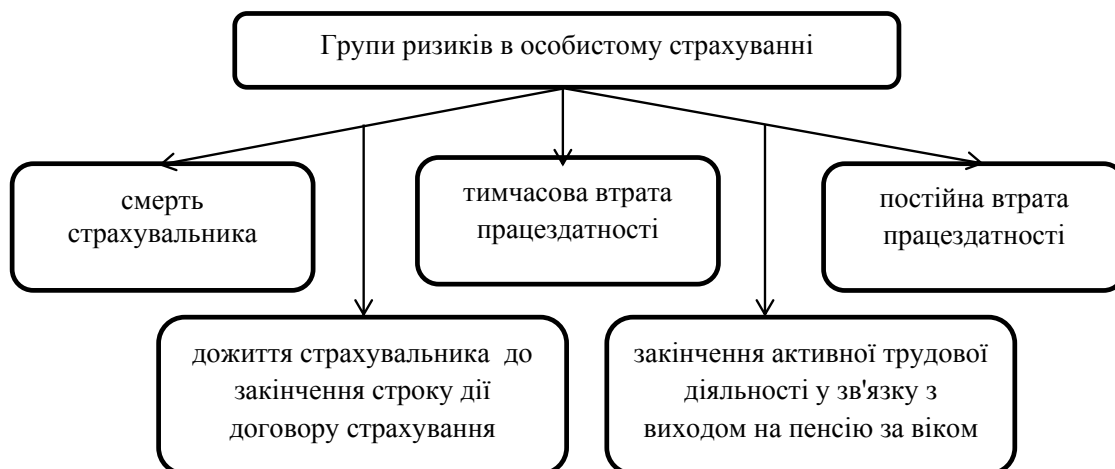 Групи ризиків в особистому страхуванні
смерть
страхувальника
тимчасова втрата
працездатності
постійна втрата
працездатності
дожиття страхувальника до
закінчення строку дії
договору страхування
закінчення активної трудової
діяльності у зв'язку з
виходом на пенсію за віком